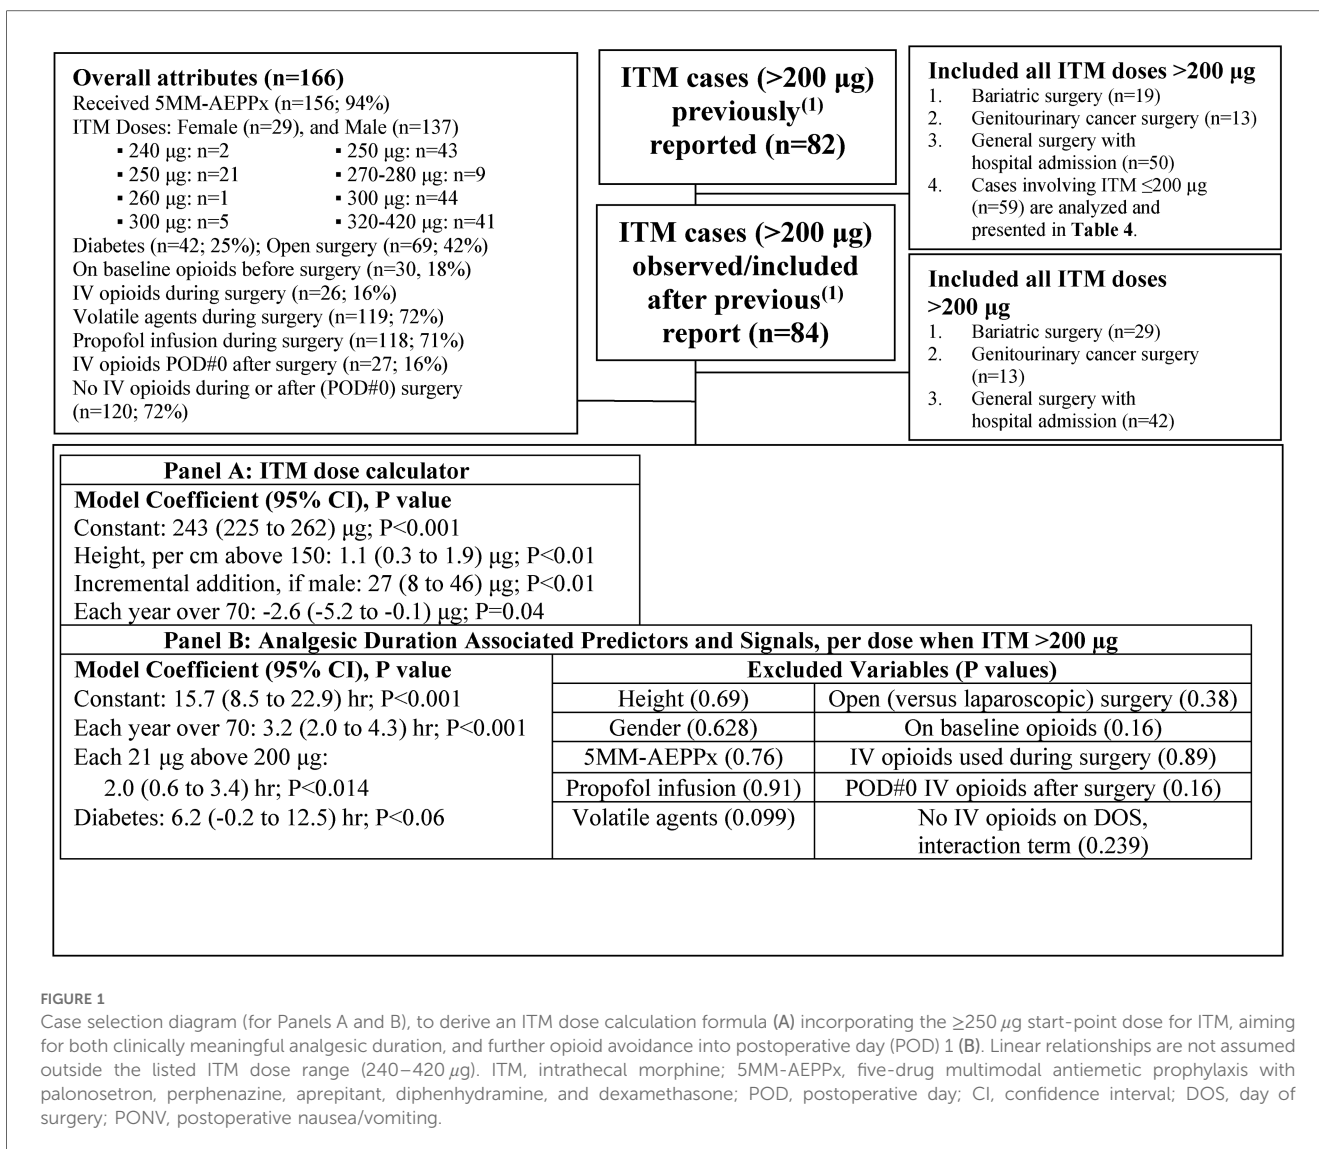 Overall attributes (n=166)
Received 5MM-AEPPx (n=156; 94%)
ITM Doses: Female (n=29), and Male (n=137)
▪ 240 µg: n=2 ▪ 250 µg: n=43
▪ 250 µg: n=21 ▪ 270-280 µg: n=9
▪ 260 µg: n=1 ▪ 300 µg: n=44
▪ 300 µg: n=5 ▪ 320-420 µg: n=41
Diabetes (n=42; 25%); Open surgery (n=69; 42%)
On baseline opioids before surgery (n=30, 18%)
IV opioids during surgery (n=26; 16%)
Volatile agents during surgery (n=119; 72%)
Propofol infusion during surgery (n=118; 71%)
IV opioids POD#0 after surgery (n=27; 16%)
No IV opioids during or after (POD#0) surgery
(n=120; 72%)
ITM cases (>200 µg)
previously(1)
reported (n=82)
ITM cases (>200 µg)
observed/included
after previous(1)
report (n=84)
Included all ITM doses >200 µg
1. Bariatric surgery (n=19)
2. Genitourinary cancer surgery (n=13)
3. General surgery with
hospital admission (n=50)
4. Cases involving ITM ≤200 µg
(n=59) are analyzed and
presented in Table 4.
Included all ITM doses
>200 µg
1. Bariatric surgery (n=29)
2. Genitourinary cancer surgery
(n=13)
3. General surgery with
hospital admission (n=42)
Panel A: ITM dose calculator
Model Coefficient (95% CI), P value
Constant: 243 (225 to 262) µg; P<0.001
Height, per cm above 150: 1.1 (0.3 to 1.9) µg; P<0.01
Incremental addition, if male: 27 (8 to 46) µg; P<0.01
Each year over 70: -2.6 (-5.2 to -0.1) µg; P=0.04
Panel B: Analgesic Duration Associated Predictors and Signals, per dose when ITM >200 µg
Model Coefficient (95% CI), P value
Constant: 15.7 (8.5 to 22.9) hr; P<0.001
Each year over 70: 3.2 (2.0 to 4.3) hr; P<0.001
Each 21 µg above 200 µg:
2.0 (0.6 to 3.4) hr; P<0.014
Diabetes: 6.2 (-0.2 to 12.5) hr; P<0.06
Excluded Variables (P values)
Height (0.69) Open (versus laparoscopic) surgery (0.38)
Gender (0.628) On baseline opioids (0.16)
5MM-AEPPx (0.76) IV opioids used during surgery (0.89)
Propofol infusion (0.91) POD#0 IV opioids after surgery (0.16)
Volatile agents (0.099) No IV opioids on DOS,
interaction term (0.239)
FIGURE 1
Case selection diagram (for Panels A and B), to derive an ITM dose calculation formula (A) incorporating the ≥250 µg start-point dose for ITM, aiming
for both clinically meaningful analgesic duration, and further opioid avoidance into postoperative day (POD) 1 (B). Linear relationships are not assumed
outside the listed ITM dose range (240–420 µg). ITM, intrathecal morphine; 5MM-AEPPx, five-drug multimodal antiemetic prophylaxis with
palonosetron, perphenazine, aprepitant, diphenhydramine, and dexamethasone; POD, postoperative day; CI, confidence interval; DOS, day of
surgery; PONV, postoperative nausea/vomiting.